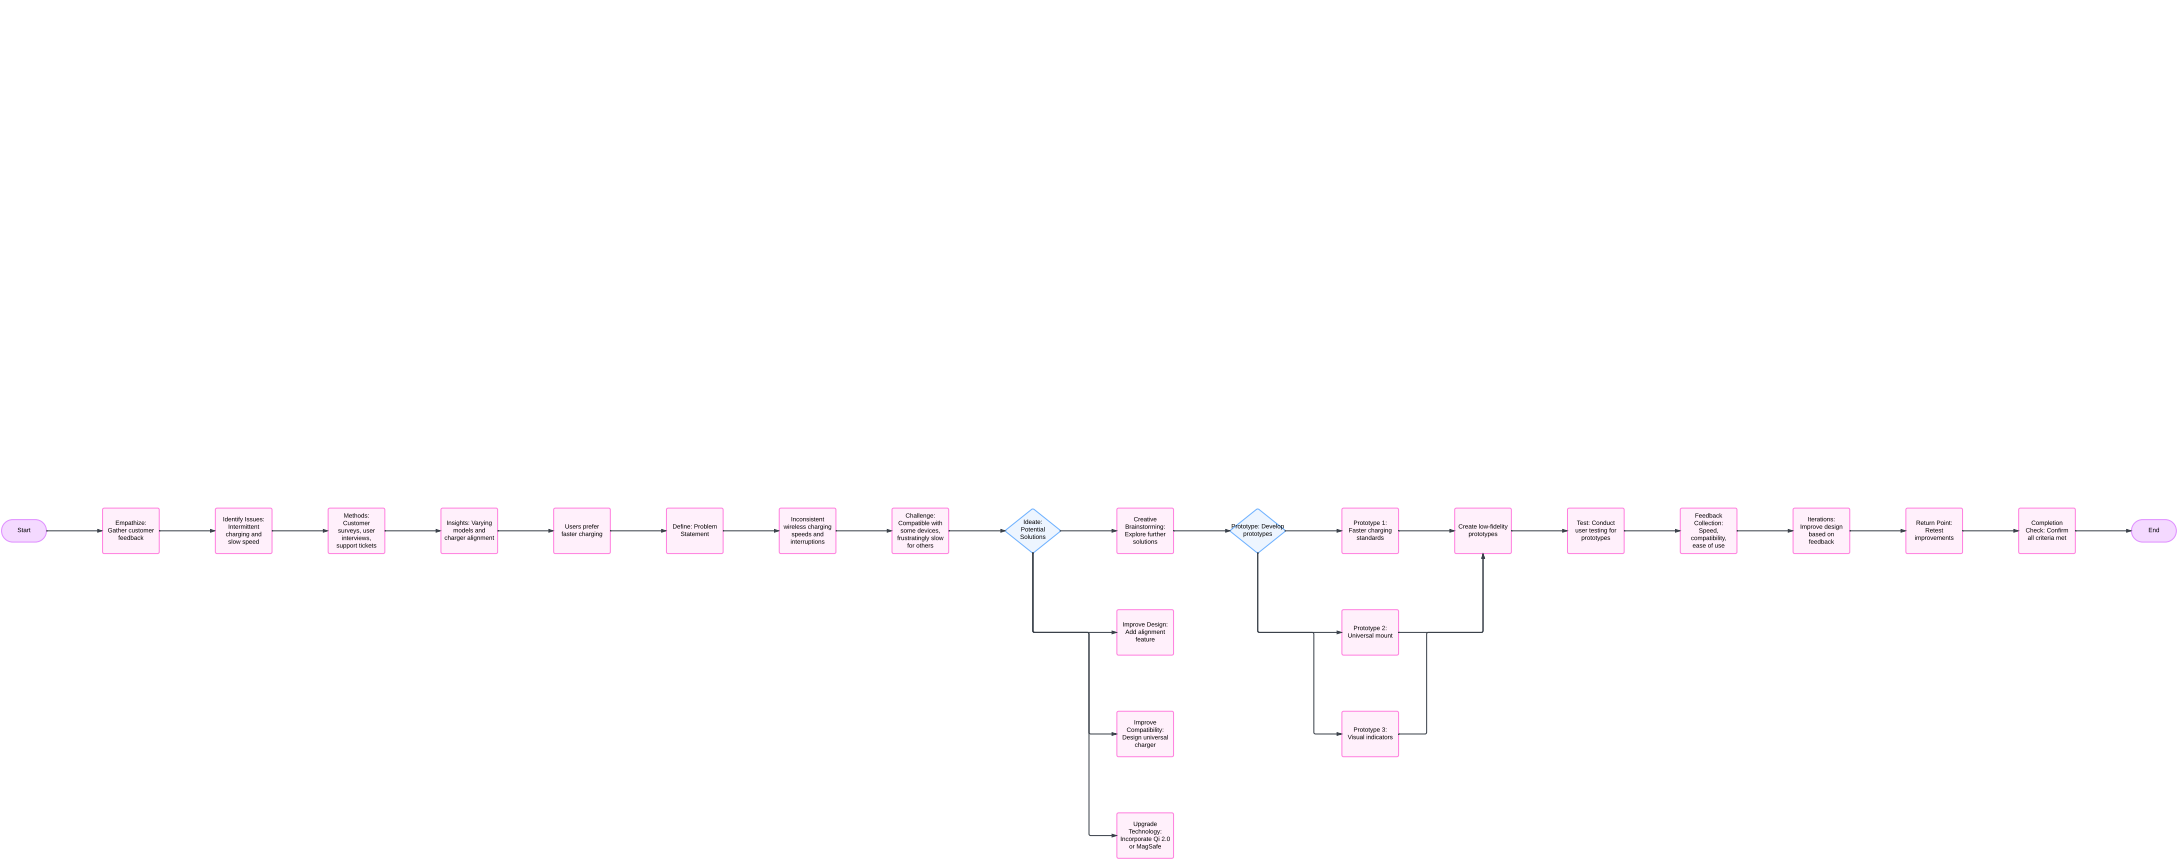 Start
Empathize:
Gather customer
feedback
Identify Issues:
Intermittent
charging and
slow speed
Methods:
Customer
surveys, user
interviews,
support tickets
Insights: Varying
models and
charger alignment
Users prefer
faster charging
Define: Problem
Statement
Inconsistent
wireless charging
speeds and
interruptions
Challenge:
Compatible with
some devices,
frustratingly slow
for others
Ideate:
Potential
Solutions
Creative
Brainstorming:
Explore further
solutions
Prototype: Develop
prototypes
Prototype 1:
Faster charging
standards
Create low-fidelity
prototypes
Test: Conduct
user testing for
prototypes
Feedback
Collection:
Speed,
compatibility,
ease of use
Iterations:
Improve design
based on
feedback
Return Point:
Retest
improvements
Completion
Check: Confirm
all criteria met
End
Improve Design:
Add alignment
feature
Prototype 2:
Universal mount
Improve
Compatibility:
Design universal
charger
Prototype 3:
Visual indicators
Upgrade
Technology:
Incorporate Qi 2.0
or MagSafe